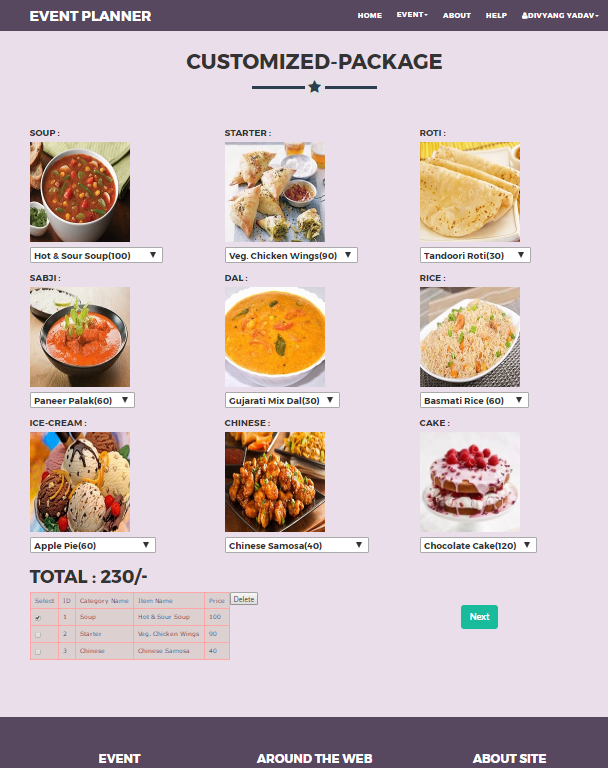 EVENT PLANNER
HOME EVENT ABOUT HELP DIVYANG YADAV
CUSTOMIZED-PACKAGE
SOUP : STARTER : ROTI :
Hot & Sour Soup(100) Veg. Chicken Wings(90) Tandoori Roti(30)
SABJI : DAL : RICE :
Paneer Palak(60) Gujarati Mix Dal(30) Basmati Rice (60)
ICE-CREAM : CHINESE : CAKE :
Apple Pie(60) Chinese Samosa(40) Chocolate Cake(120)
TOTAL : 230/-
Select ID Category Name Item Name Price Delete
1 Soup Hot & Sour Soup 100
2 Starter Veg. Chicken Wings 90
3 Chinese Chinese Samosa 40
Next
EVENT AROUND THE WEB ABOUT SITE